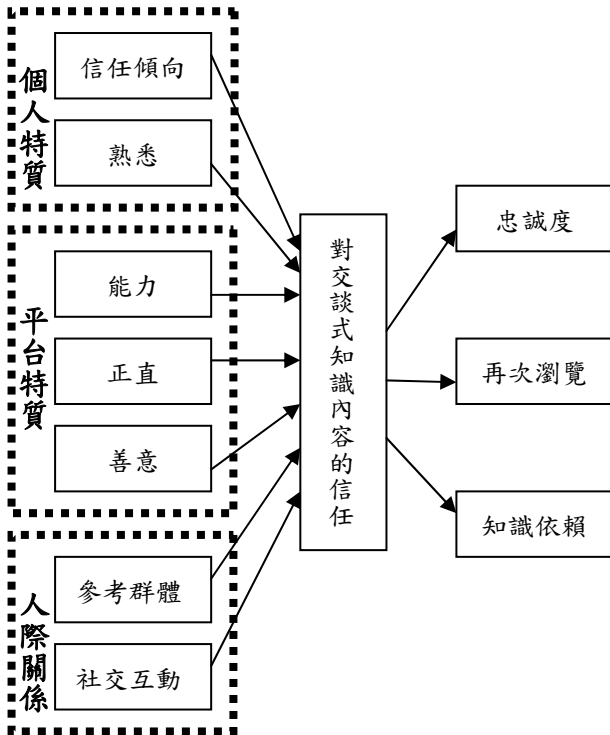 個人特質
信任傾向
熟悉
平台特質
能力
正直
善意
人際關係
參考群體
社交互動
對交談式知識內容的信任
忠誠度
再次瀏覽
知識依賴